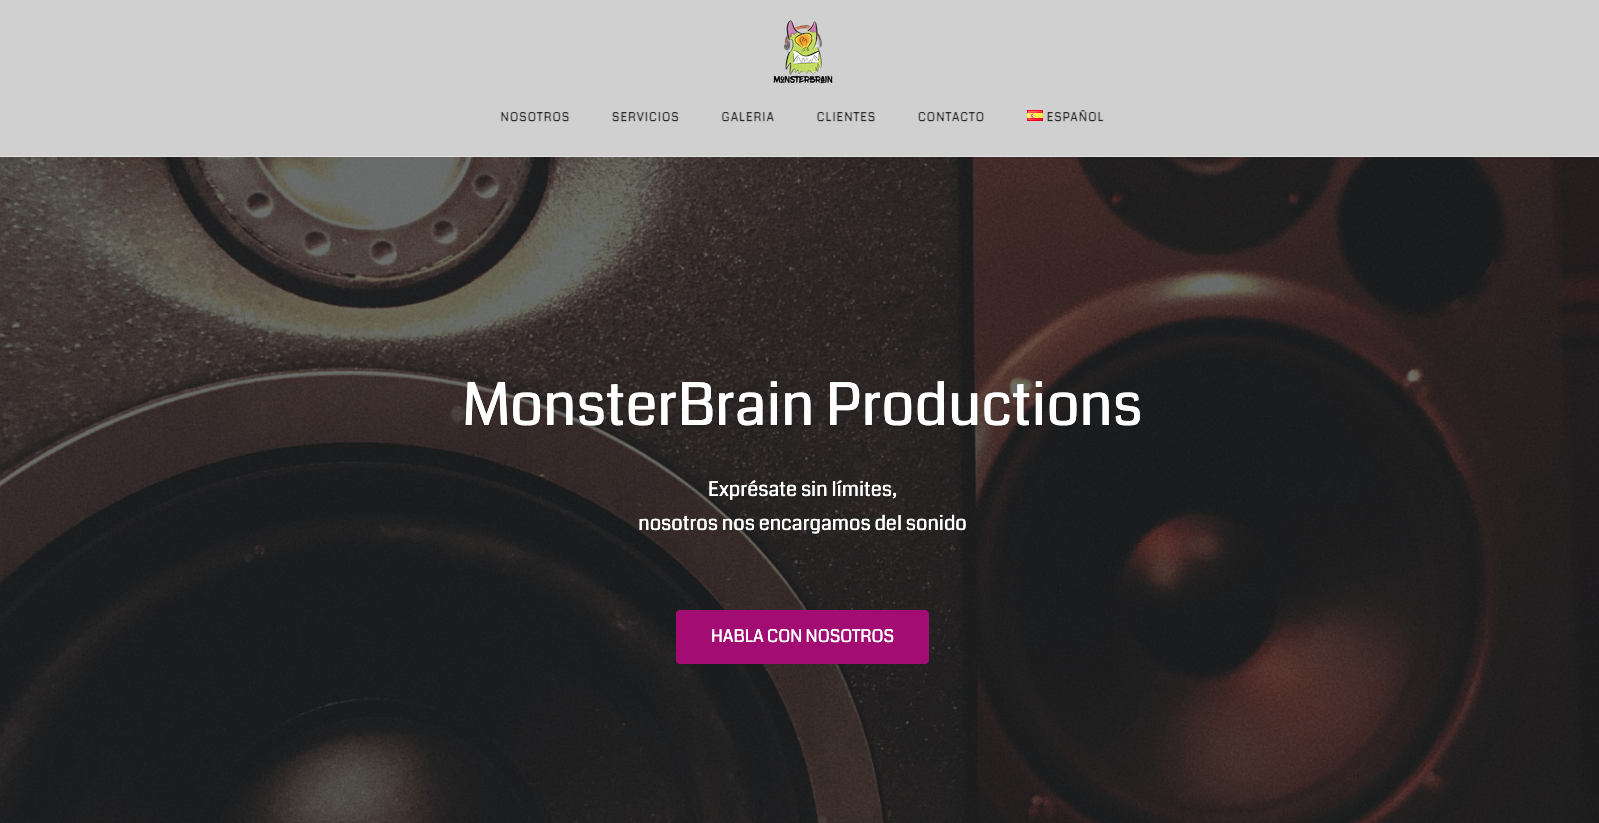 MONSTERBRAIN
NOSOTROS SERVICIOS GALERIA CLIENTES CONTACTO ESPAÑOL
MonsterBrain Productions
Exprésate sin límites,
nosotros nos encargamos del sonido
HABLA CON NOSOTROS